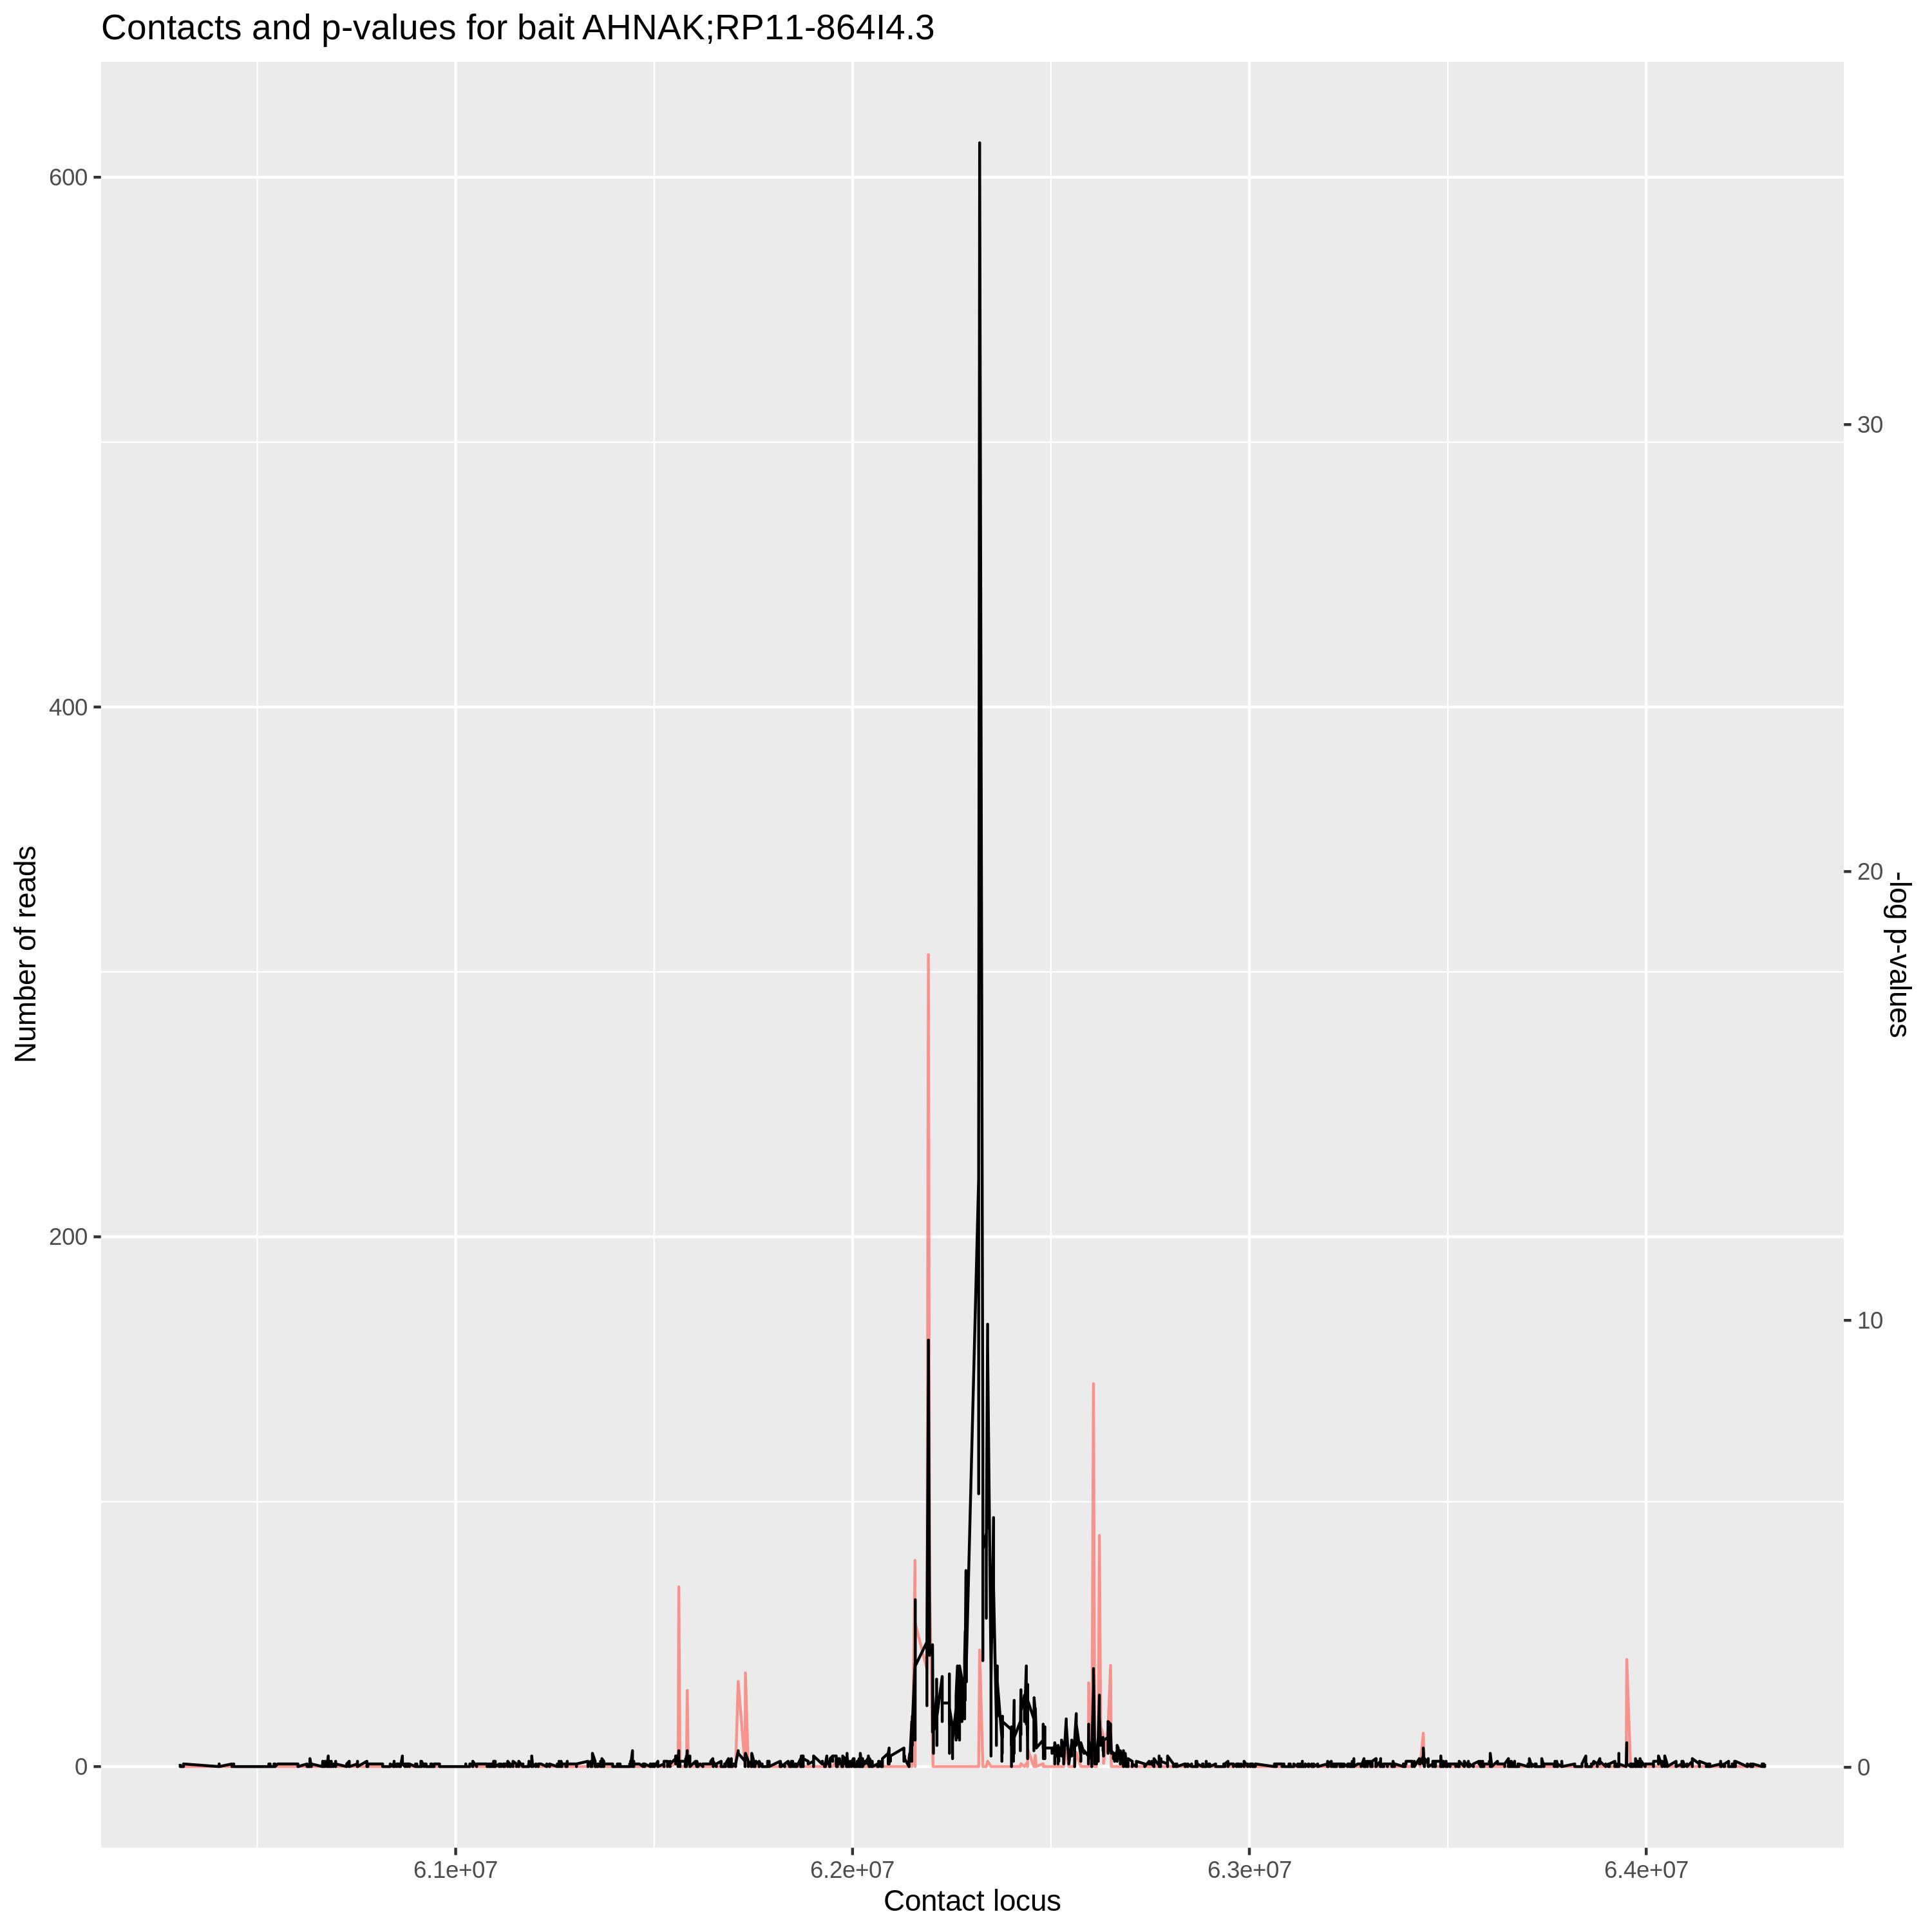 Contacts and p-values for bait AHNAK;RP11-864I4.3
600
400
200
0
Number of reads
30
20
10
0
-log p-values
6.1e+07
6.2e+07
6.3e+07
6.4e+07
Contact locus